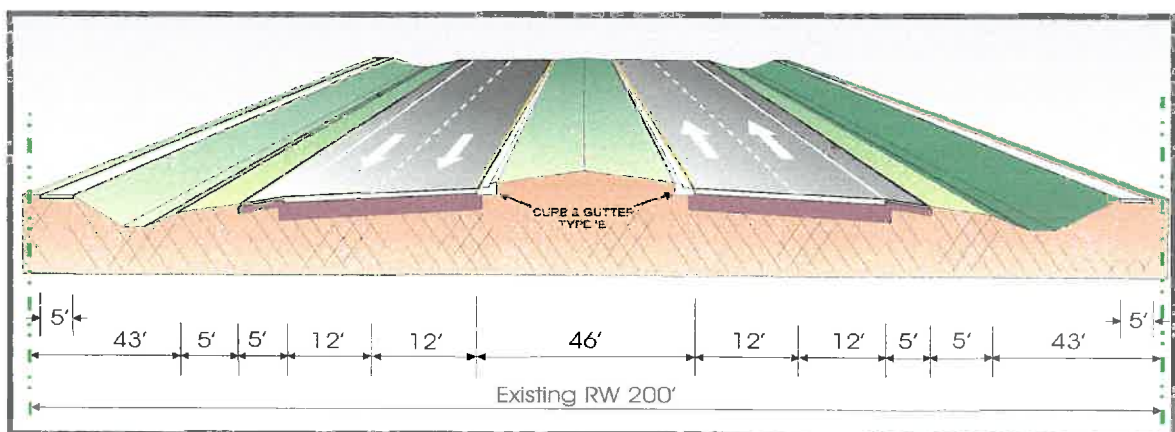 CURB & GUTTER
TYPE 'E'
5'
5'
43' 5' 5' 12' 12' 46' 12' 12' 5' 5' 43'
Existing RW 200'